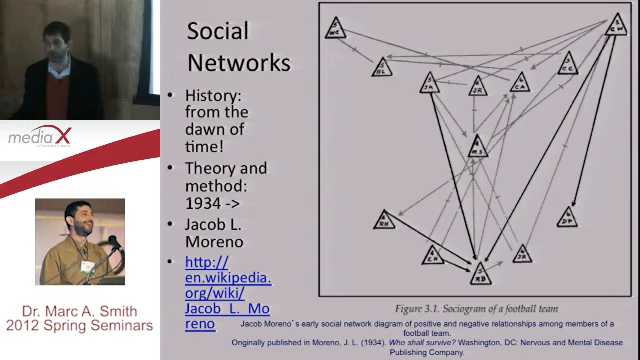 Social
Networks
• History:
from the
dawn of
time!
• Theory and
method:
1934 ->
• Jacob L.
Moreno
• http://
en.wikipedia.
org/wiki/
Jacob_L._Mo
reno
Figure 3.1. Sociogram of a football team
Jacob Moreno's early social network diagram of positive and negative relationships among members of a
football team.
Originally published in Moreno, J. L. (1934). Who shall survive? Washington, DC: Nervous and Mental Disease
Publishing Company.
media X
Dr. Marc A. Smith
2012 Spring Seminars